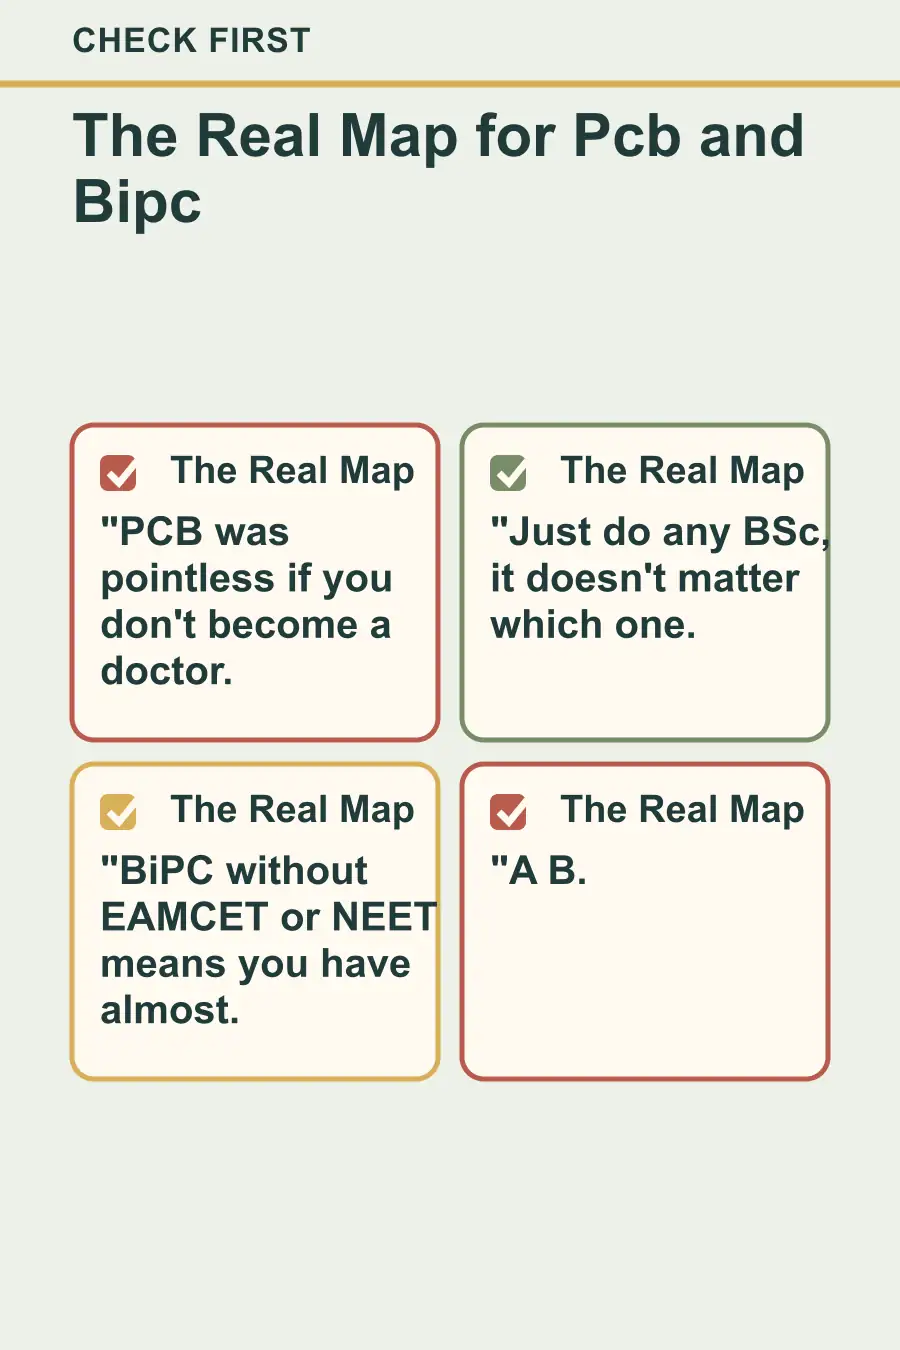 CHECK FIRST
The Real Map for Pcb and
Bipc
The Real Map
"PCB was
pointless if you
don't become a
doctor.
The Real Map
"Just do any BSc,
it doesn't matter
which one.
The Real Map
"BiPC without
EAMCET or NEET
means you have
almost.
The Real Map
"A B.